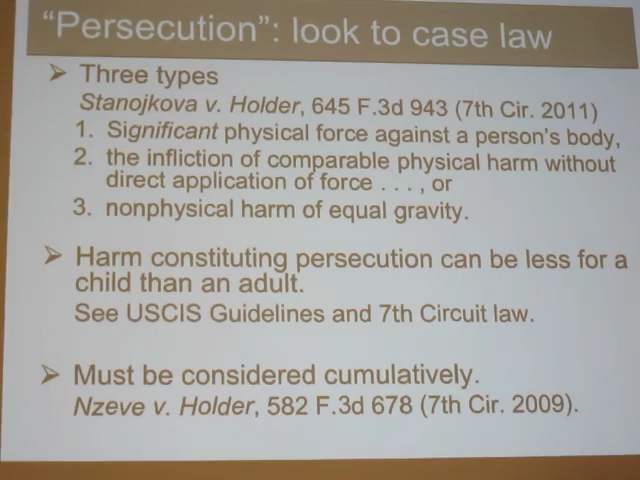 “Persecution”: look to case law
➢ Three types
Stanojkova v. Holder, 645 F.3d 943 (7th Cir. 2011)
1. Significant physical force against a person's body,
2. the infliction of comparable physical harm without
direct application of force . . . , or
3. nonphysical harm of equal gravity.
➢ Harm constituting persecution can be less for a
child than an adult.
See USCIS Guidelines and 7th Circuit law.
➢ Must be considered cumulatively.
Nzeve v. Holder, 582 F.3d 678 (7th Cir. 2009).